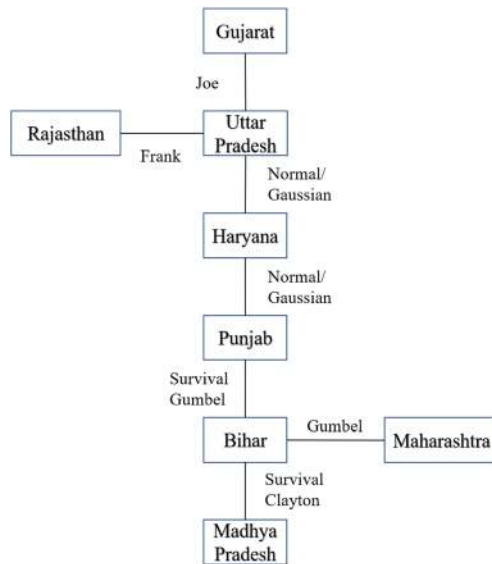 Gujarat
Joe
Rajasthan
Uttar
Pradesh
Frank
Normal/
Gaussian
Haryana
Normal/
Gaussian
Punjab
Survival
Gumbel
Bihar
Gumbel
Maharashtra
Survival
Clayton
Madhya
Pradesh